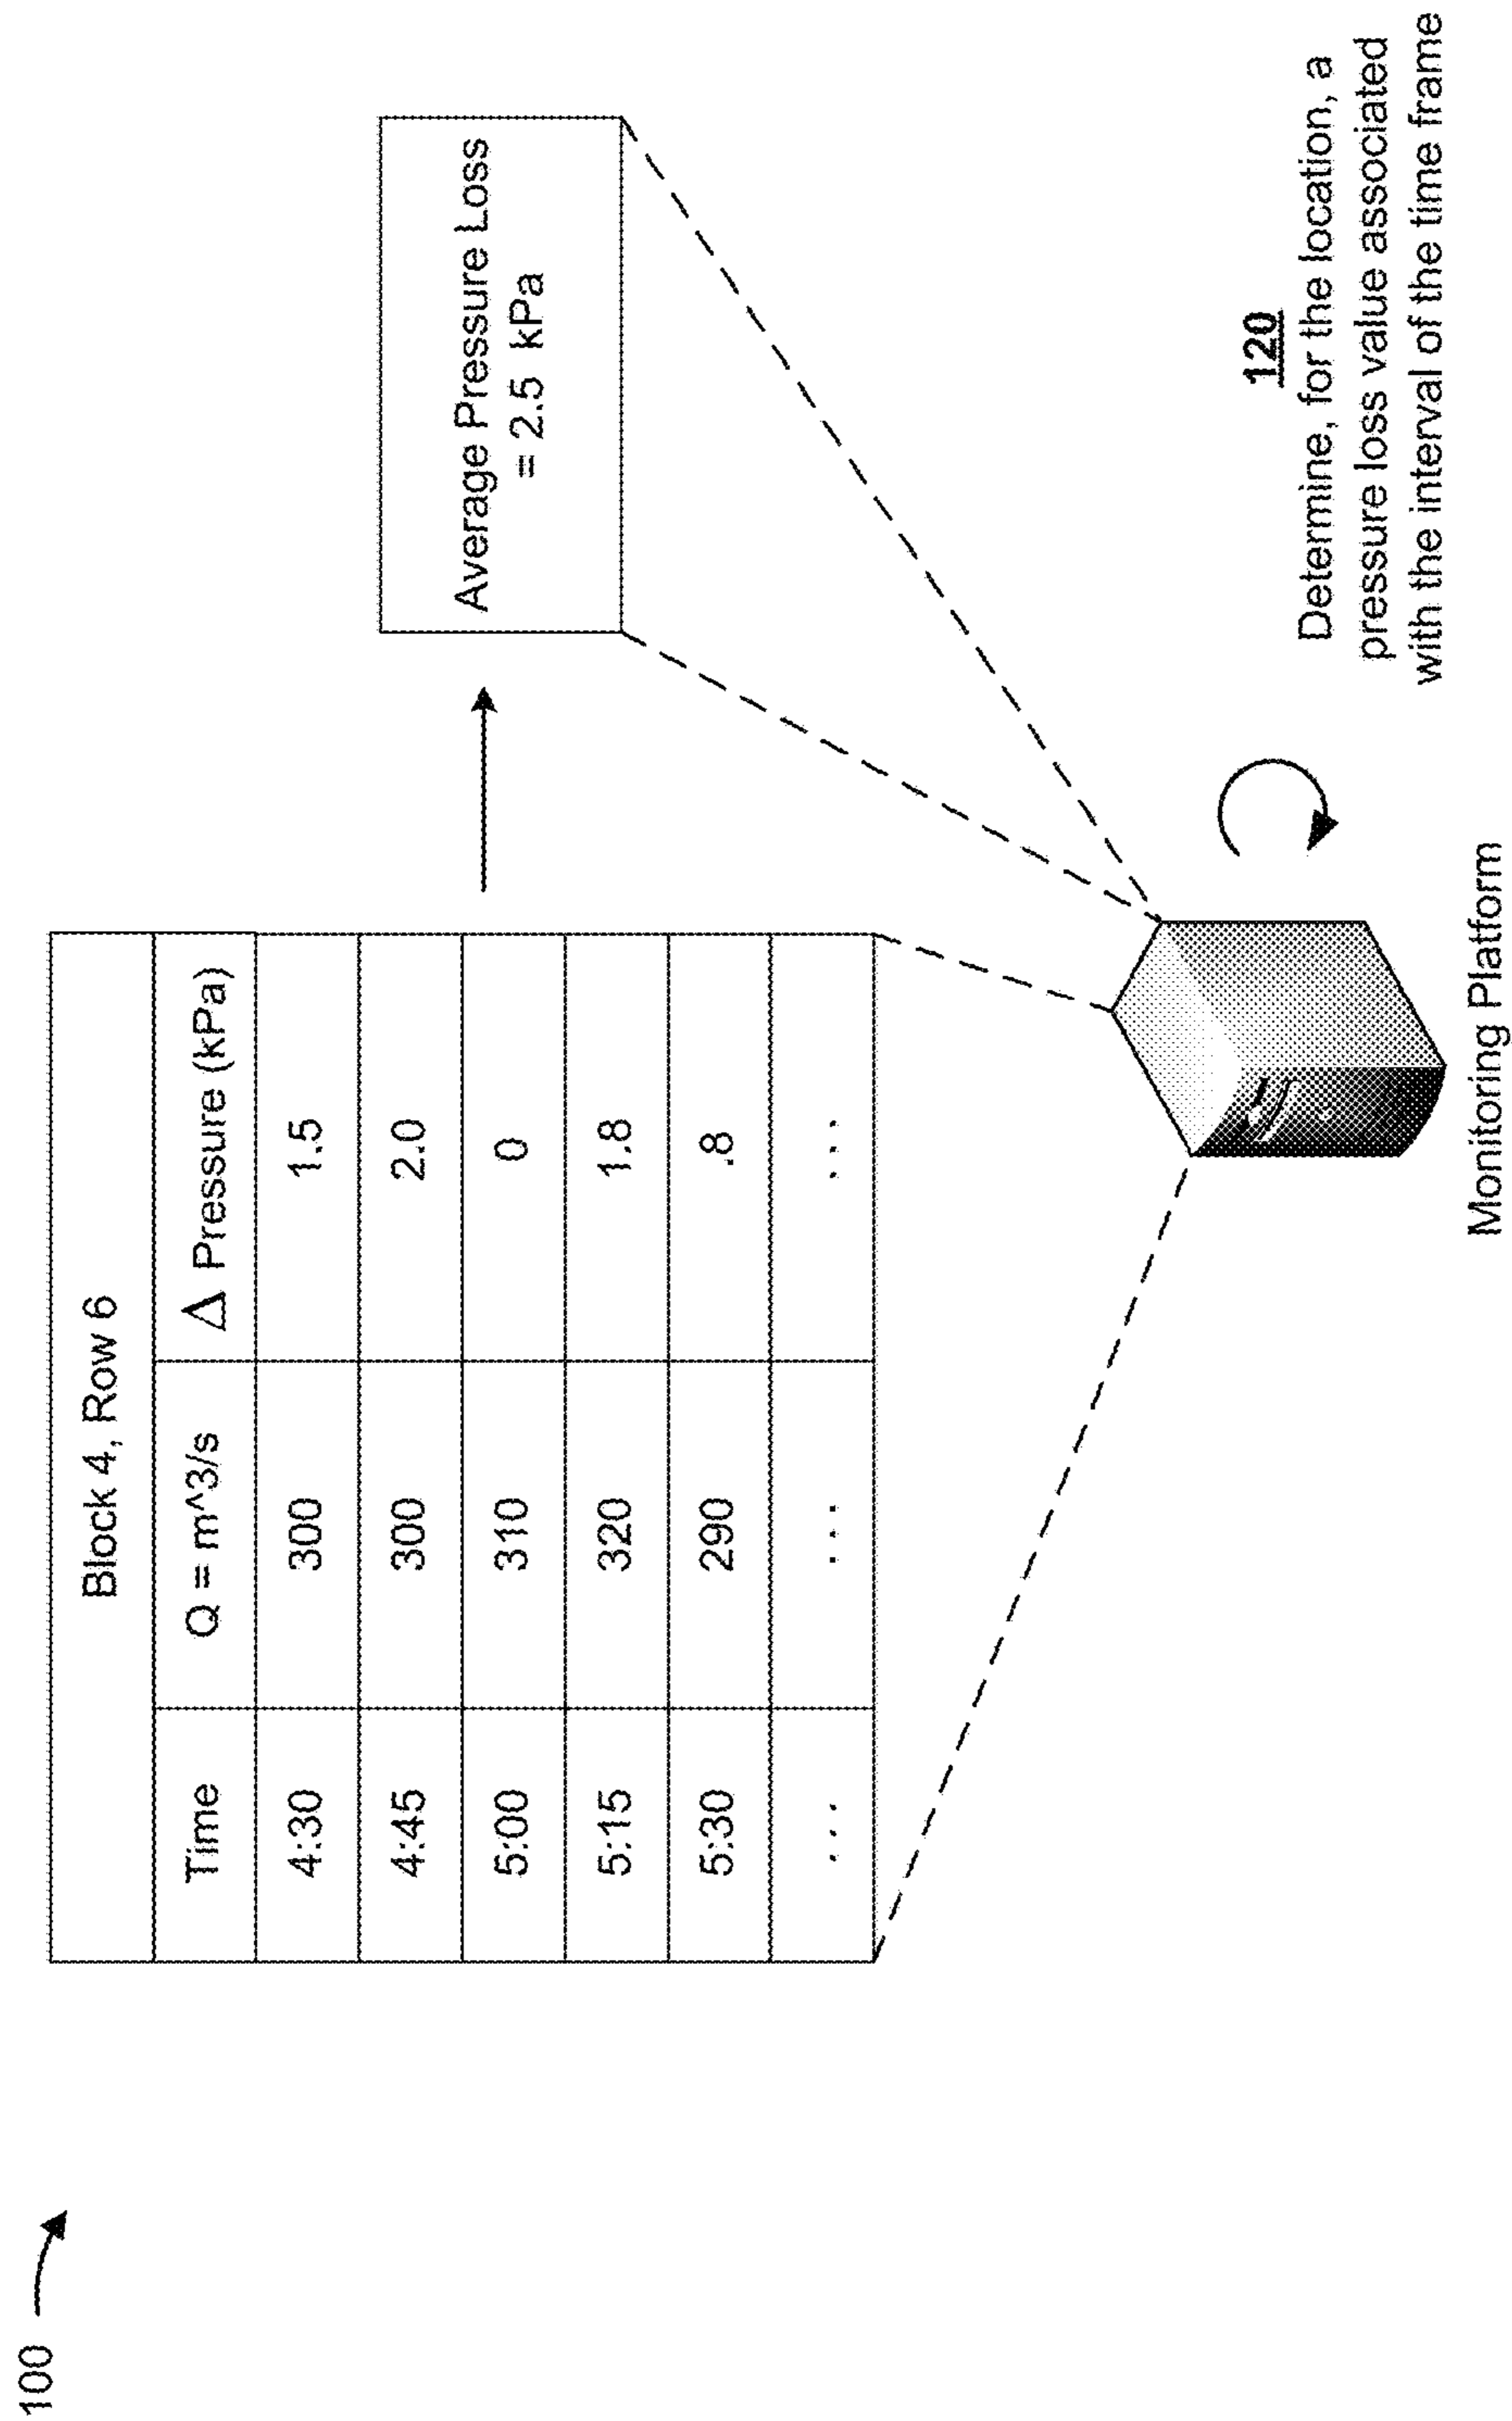 100
Block 4, Row 6
Time Q = m^3/s Δ Pressure (kPa)
4:30 300 1.5
4:45 300 2.0
5:00 310 0
5:15 320 1.8
5:30 290 .8
... ... ...
Average Pressure Loss
= 2.5 kPa
120
Determine, for the location, a
pressure loss value associated
with the interval of the time frame
Monitoring Platform